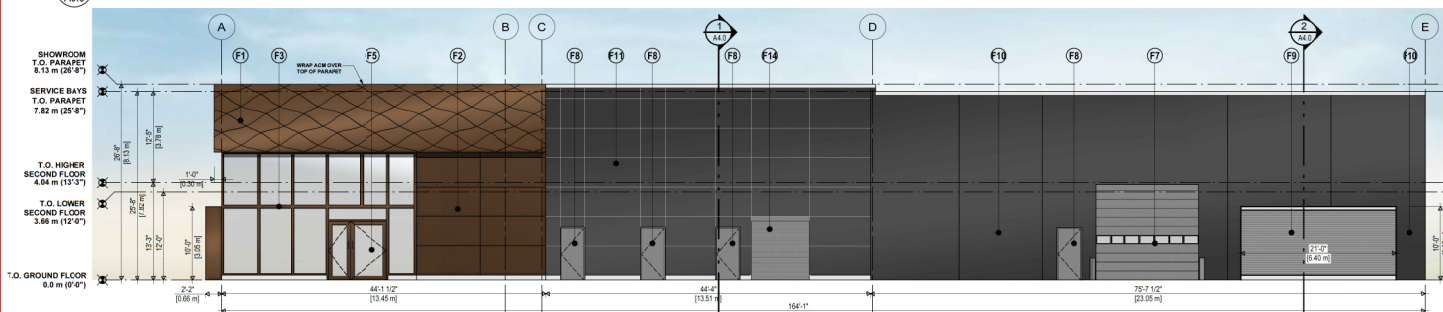 A
B
C
1
A4.0
D
2
A4.0
E
F1
F3
F5
F2
F8
F11
F8
F8
F14
F10
F8
F7
F9
F10
WRAP ACM OVER
TOP OF PARAPET
SHOWROOM
T.O. PARAPET
8.13 m (26'-8")
SERVICE BAYS
T.O. PARAPET
7.82 m (25'-8")
T.O. HIGHER
SECOND FLOOR
4.04 m (13'-3")
T.O. LOWER
SECOND FLOOR
3.66 m (12'-0")
T.O. GROUND FLOOR
0.0 m (0'-0")
26'-8"
[8.13 m]
25'-8"
[7.82 m]
12'-5"
[3.78 m]
13'-3"
12'-0"
1'-0"
[0.30 m]
10'-0"
[3.05 m]
21'-0"
[6.40 m]
10'-0"
2'-2"
[0.66 m]
44'-1 1/2"
[13.45 m]
44'-4"
[13.51 m]
75'-7 1/2"
[23.05 m]
164'-1"